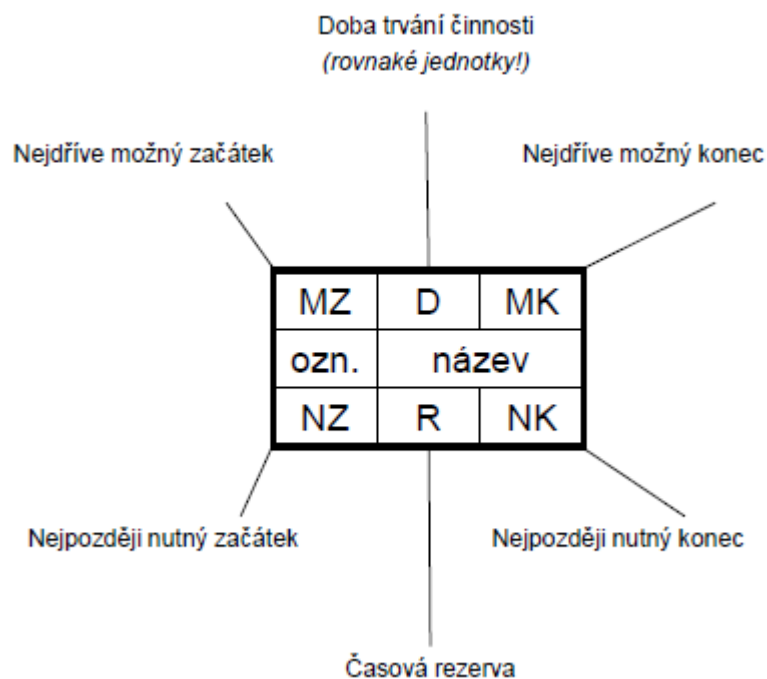 Doba trvání činnosti
(rovnaké jednotky!)
Nejdříve možný začátek
Nejdříve možný konec
MZ D MK
ozn. název
NZ R NK
Nejpozději nutný začátek
Nejpozději nutný konec
Časová rezerva